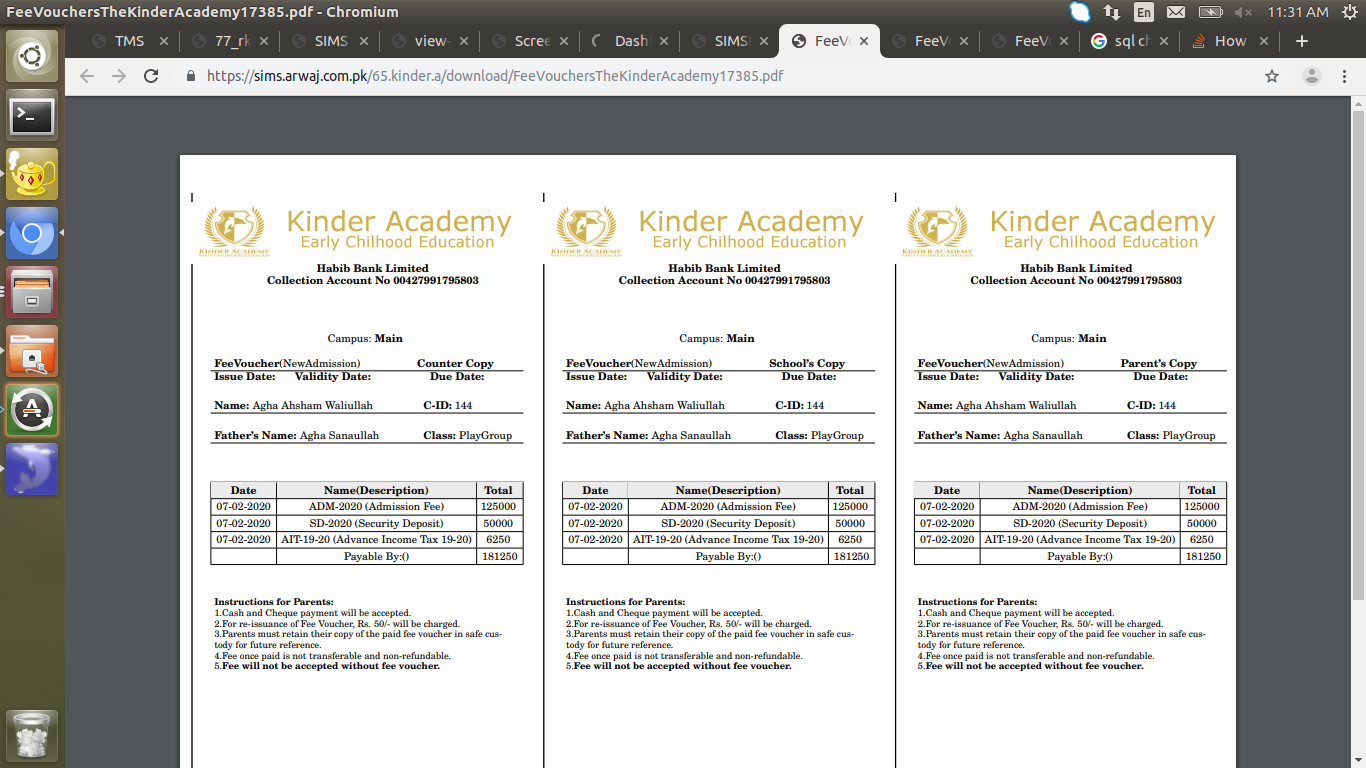 FeeVouchersTheKinderAcademy17385.pdf - Chromium
En
11:31 AM
TMS
77_rk
SIMS
view-
Scree
Dash
SIMS
FeeVo
FeeVo
FeeVo
sql ch
How
https://sims.arwaj.com.pk/65.kinder.a/download/FeeVouchersTheKinderAcademy17385.pdf
Kinder Academy
Early Chilhood Education
KINDER ACADEMY
EARLY CHILDHOOD EDUCATION
Habib Bank Limited
Collection Account No 00427991795803
Campus: Main
FeeVoucher(NewAdmission) Counter Copy
Issue Date: Validity Date: Due Date:
Name: Agha Ahsham Waliullah C-ID: 144
Father's Name: Agha Sanaullah Class: PlayGroup
Date Name(Description) Total
07-02-2020 ADM-2020 (Admission Fee) 125000
07-02-2020 SD-2020 (Security Deposit) 50000
07-02-2020 AIT-19-20 (Advance Income Tax 19-20) 6250
Payable By:() 181250
Instructions for Parents:
1.Cash and Cheque payment will be accepted.
2.For re-issuance of Fee Voucher, Rs. 50/- will be charged.
3.Parents must retain their copy of the paid fee voucher in safe cus-
tody for future reference.
4.Fee once paid is not transferable and non-refundable.
5.Fee will not be accepted without fee voucher.
Kinder Academy
Early Chilhood Education
KINDER ACADEMY
EARLY CHILDHOOD EDUCATION
Habib Bank Limited
Collection Account No 00427991795803
Campus: Main
FeeVoucher(NewAdmission) School's Copy
Issue Date: Validity Date: Due Date:
Name: Agha Ahsham Waliullah C-ID: 144
Father's Name: Agha Sanaullah Class: PlayGroup
Date Name(Description) Total
07-02-2020 ADM-2020 (Admission Fee) 125000
07-02-2020 SD-2020 (Security Deposit) 50000
07-02-2020 AIT-19-20 (Advance Income Tax 19-20) 6250
Payable By:() 181250
Instructions for Parents:
1.Cash and Cheque payment will be accepted.
2.For re-issuance of Fee Voucher, Rs. 50/- will be charged.
3.Parents must retain their copy of the paid fee voucher in safe cus-
tody for future reference.
4.Fee once paid is not transferable and non-refundable.
5.Fee will not be accepted without fee voucher.
Kinder Academy
Early Chilhood Education
KINDER ACADEMY
EARLY CHILDHOOD EDUCATION
Habib Bank Limited
Collection Account No 00427991795803
Campus: Main
FeeVoucher(NewAdmission) Parent's Copy
Issue Date: Validity Date: Due Date:
Name: Agha Ahsham Waliullah C-ID: 144
Father's Name: Agha Sanaullah Class: PlayGroup
Date Name(Description) Total
07-02-2020 ADM-2020 (Admission Fee) 125000
07-02-2020 SD-2020 (Security Deposit) 50000
07-02-2020 AIT-19-20 (Advance Income Tax 19-20) 6250
Payable By:() 181250
Instructions for Parents:
1.Cash and Cheque payment will be accepted.
2.For re-issuance of Fee Voucher, Rs. 50/- will be charged.
3.Parents must retain their copy of the paid fee voucher in safe cus-
tody for future reference.
4.Fee once paid is not transferable and non-refundable.
5.Fee will not be accepted without fee voucher.